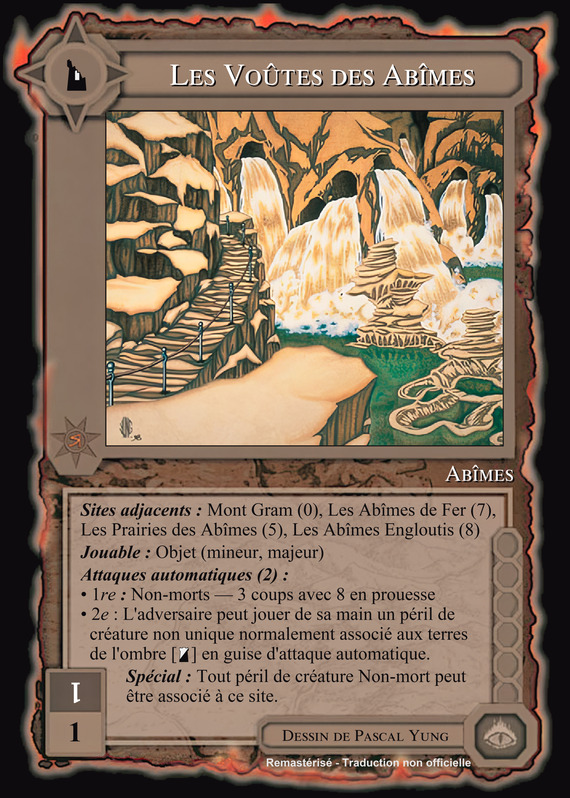 Les Voûtes des Abîmes
Abîmes
Sites adjacents : Mont Gram (0), Les Abîmes de Fer (7),
Les Prairies des Abîmes (5), Les Abîmes Engloutis (8)
Jouable : Objet (mineur, majeur)
Attaques automatiques (2) :
• 1re : Non-morts — 3 coups avec 8 en prouesse
• 2e : L'adversaire peut jouer de sa main un péril de
créature non unique normalement associé aux terres
de l'ombre [ ] en guise d'attaque automatique.
Spécial : Tout péril de créature Non-mort peut
être associé à ce site.
1
1
Dessin de Pascal Yung
Remastérisé - Traduction non officielle